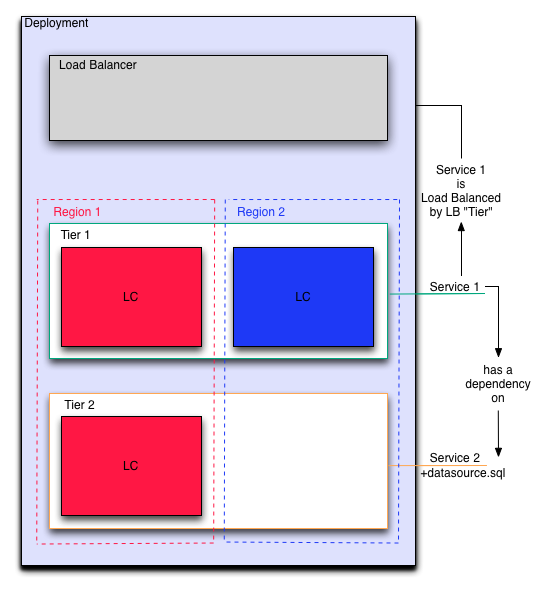 Deployment
Load Balancer
Service 1
is
Load Balanced
by LB "Tier"
Region 1
Region 2
Tier 1
LC
LC
Service 1
has a
dependency
on
Tier 2
LC
Service 2
+datasource.sql